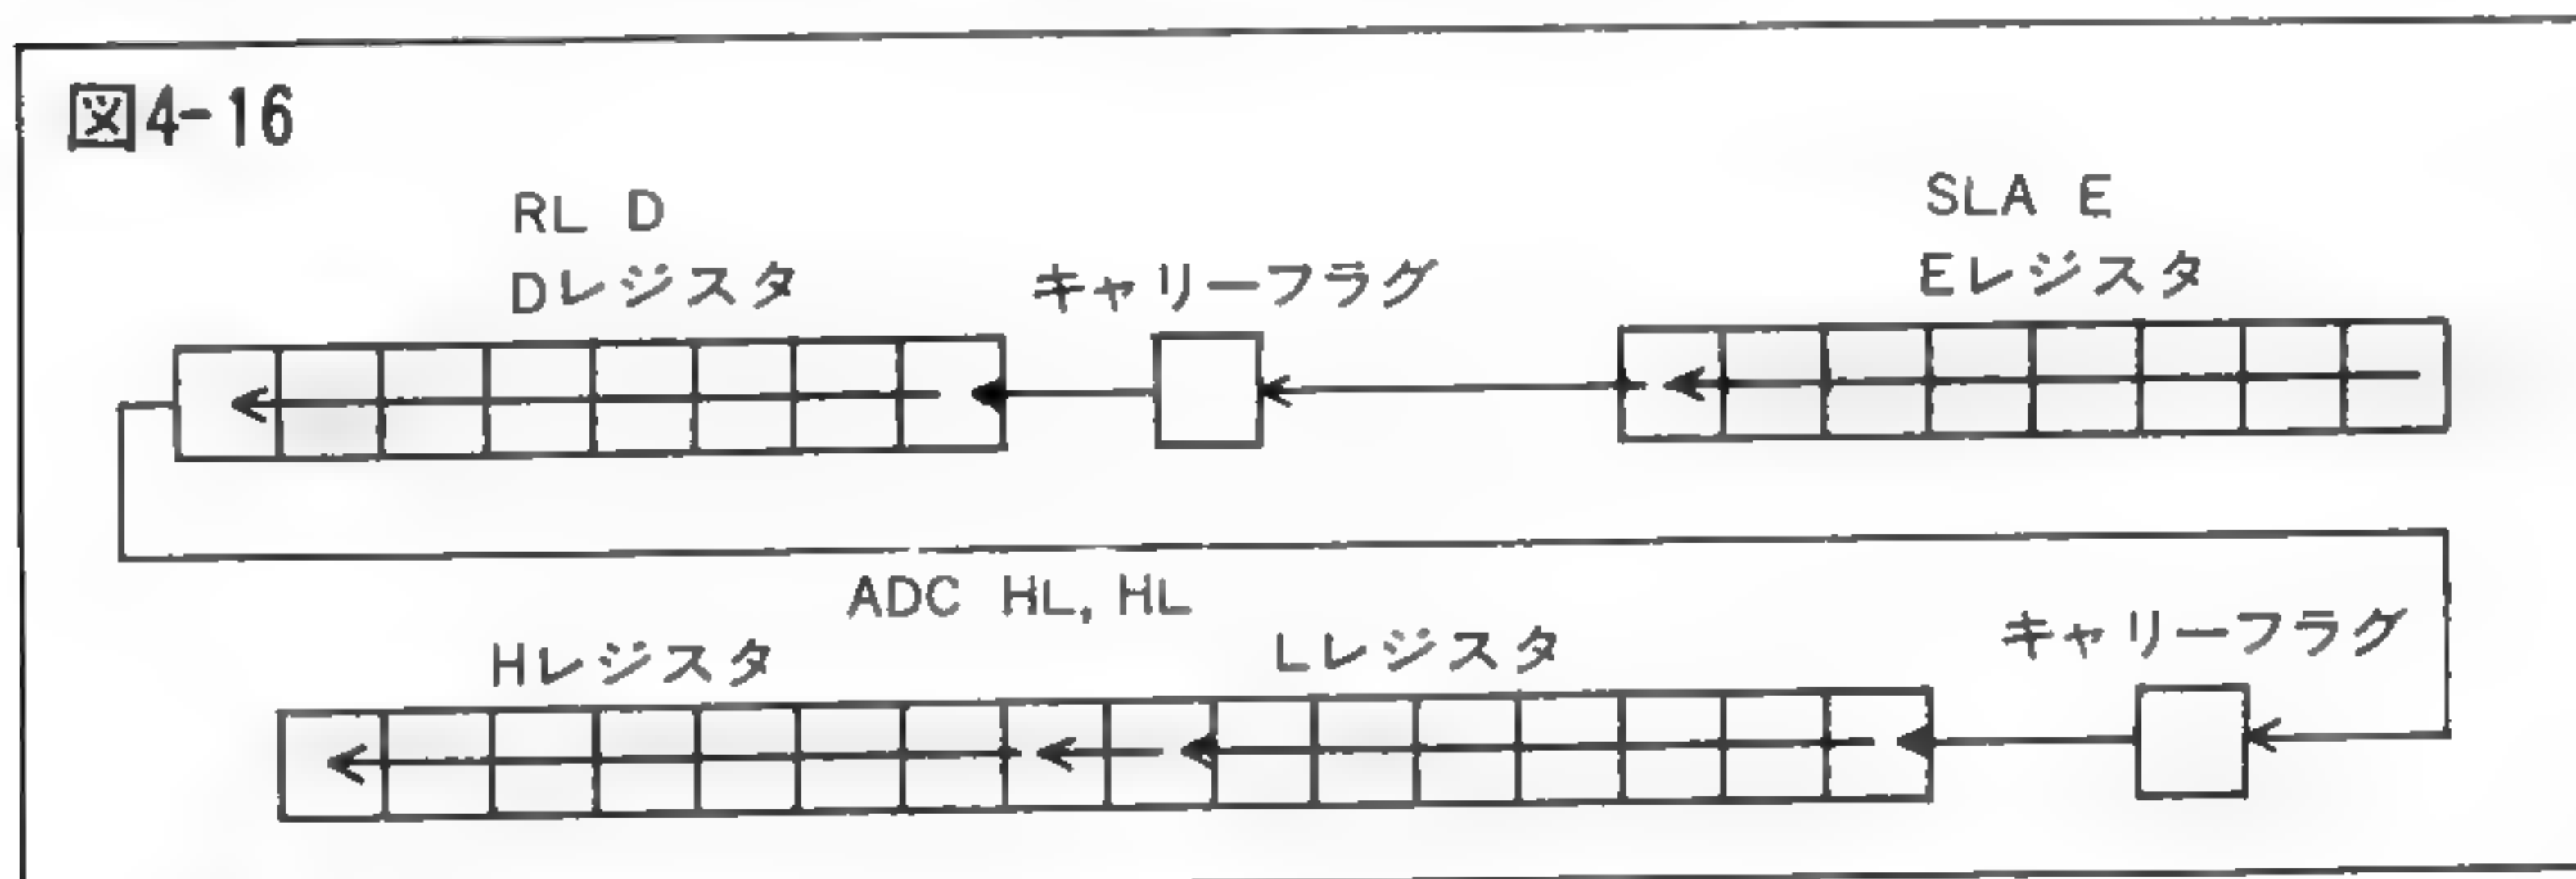 図4-16
RL D
Dレジスタ
キャリーフラグ
SLA E
Eレジスタ
ADC HL, HL
Hレジスタ
Lレジスタ
キャリーフラグ